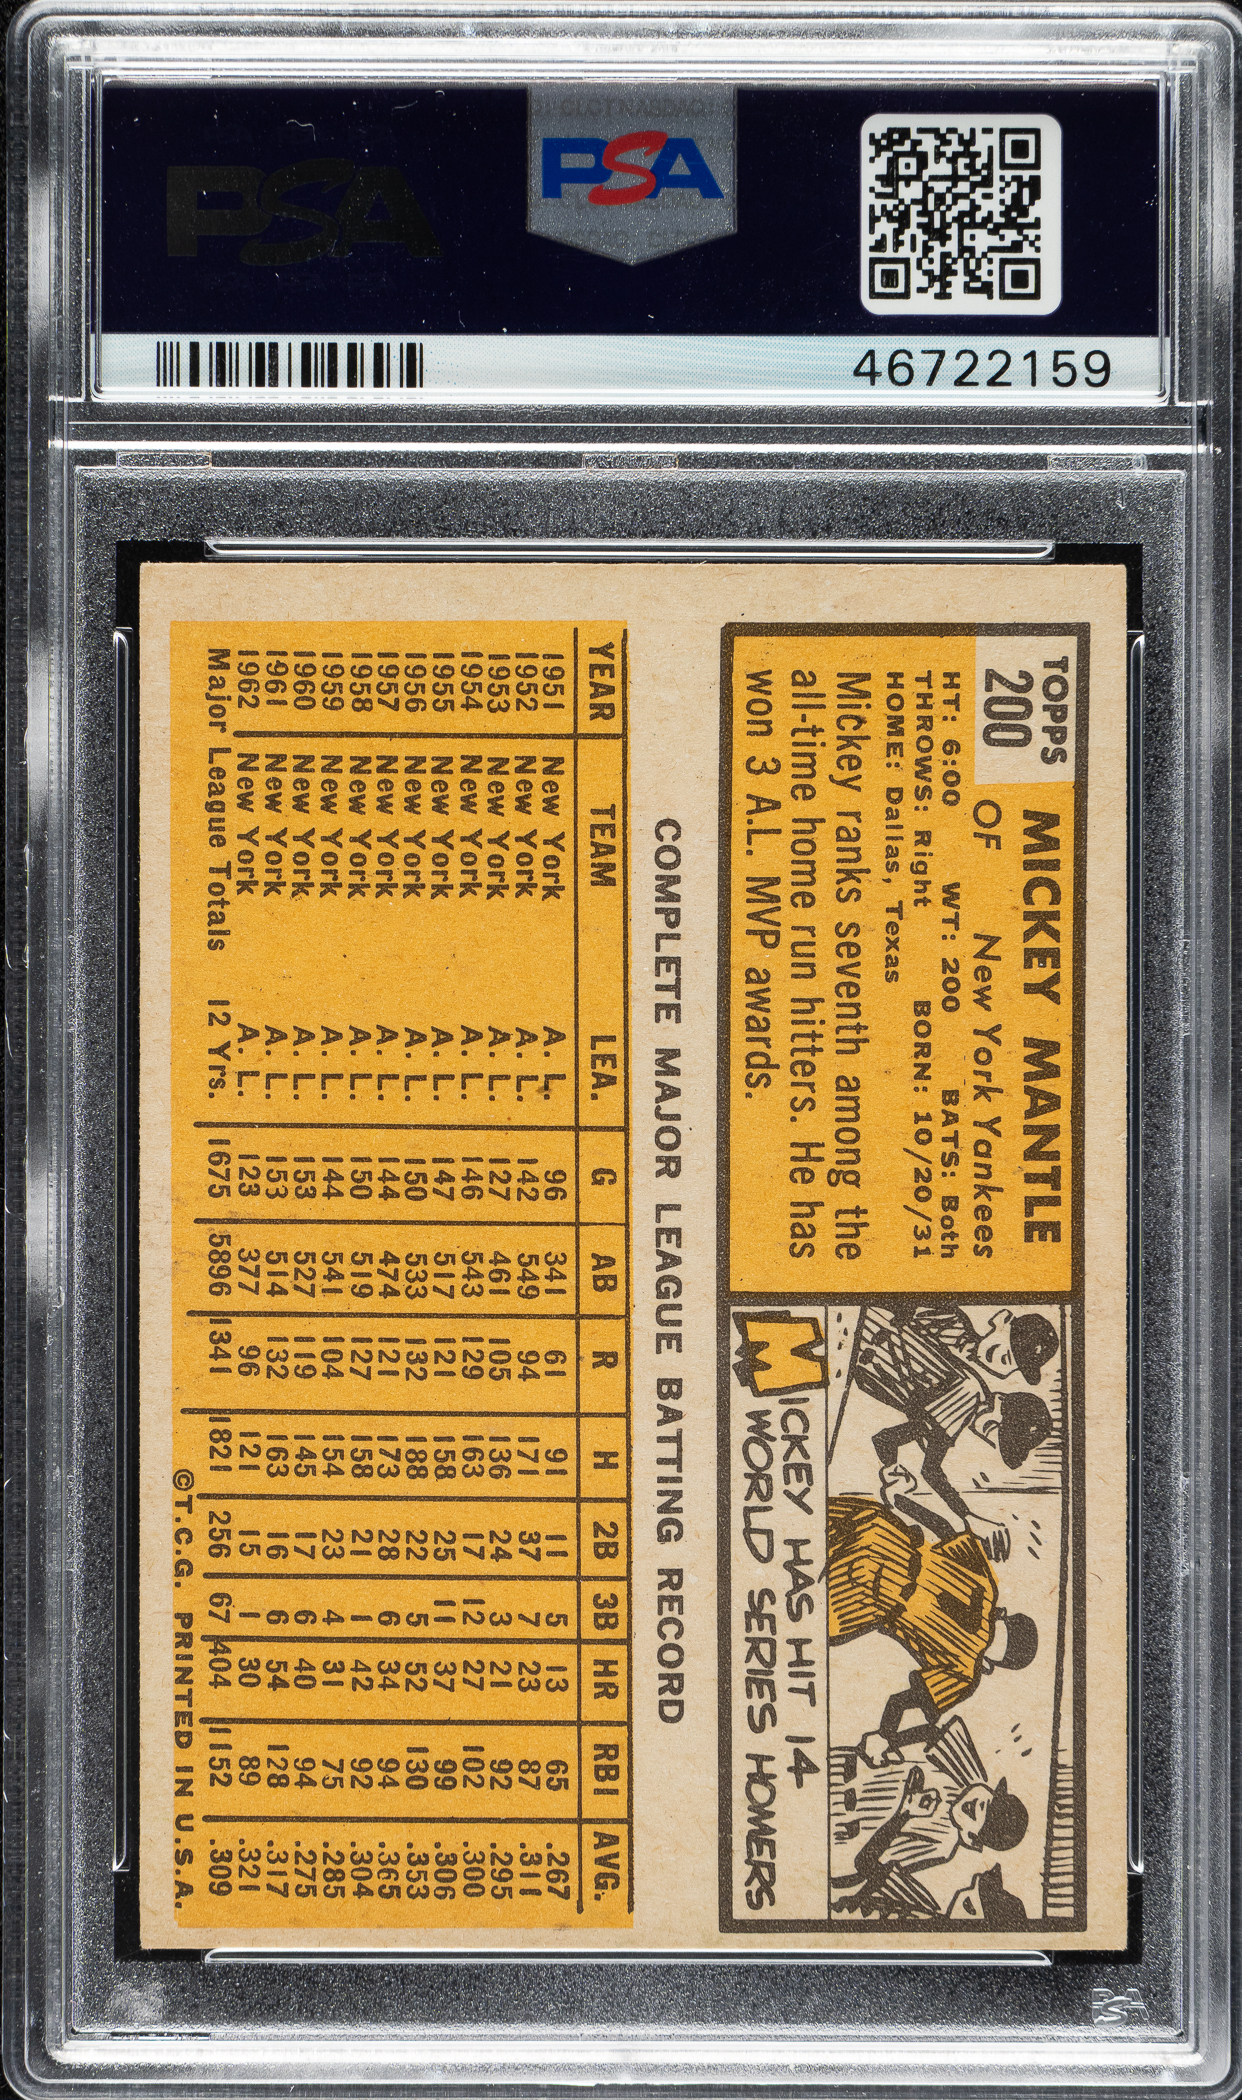 PSA
PSA
46722159
TOPPS
200
MICKEY MANTLE
OF New York Yankees
HT: 6:00 WT: 200 BATS: Both
THROWS: Right BORN: 10/20/31
HOME: Dallas, Texas
Mickey ranks seventh among the
all-time home run hitters. He has
won 3 A.L. MVP awards.
MICKEY HAS HIT 14
WORLD SERIES HOMERS
COMPLETE MAJOR LEAGUE BATTING RECORD
YEAR TEAM LEA. G AB R H 2B 3B HR RBI AVG.
1951 New York A. L. 96 341 61 91 11 5 13 65 .267
1952 New York A. L. 142 549 94 171 37 7 23 87 .311
1953 New York A. L. 127 461 105 136 24 3 21 92 .295
1954 New York A. L. 146 543 129 163 17 12 27 102 .300
1955 New York A. L. 147 517 121 158 25 11 37 99 .306
1956 New York A. L. 150 533 132 188 22 5 52 130 .353
1957 New York A. L. 144 474 121 173 28 6 34 94 .365
1958 New York A. L. 150 519 127 158 21 1 42 92 .304
1959 New York A. L. 144 541 104 154 23 4 31 75 .285
1960 New York A. L. 153 527 119 145 17 6 40 94 .275
1961 New York A. L. 153 514 132 163 16 6 54 128 .317
1962 New York A. L. 123 377 96 121 15 1 30 89 .321
Major League Totals 12 Yrs. 1675 5896 1341 1821 256 67 404 1152 .309
©T.C.G. PRINTED IN U.S.A.
PSA